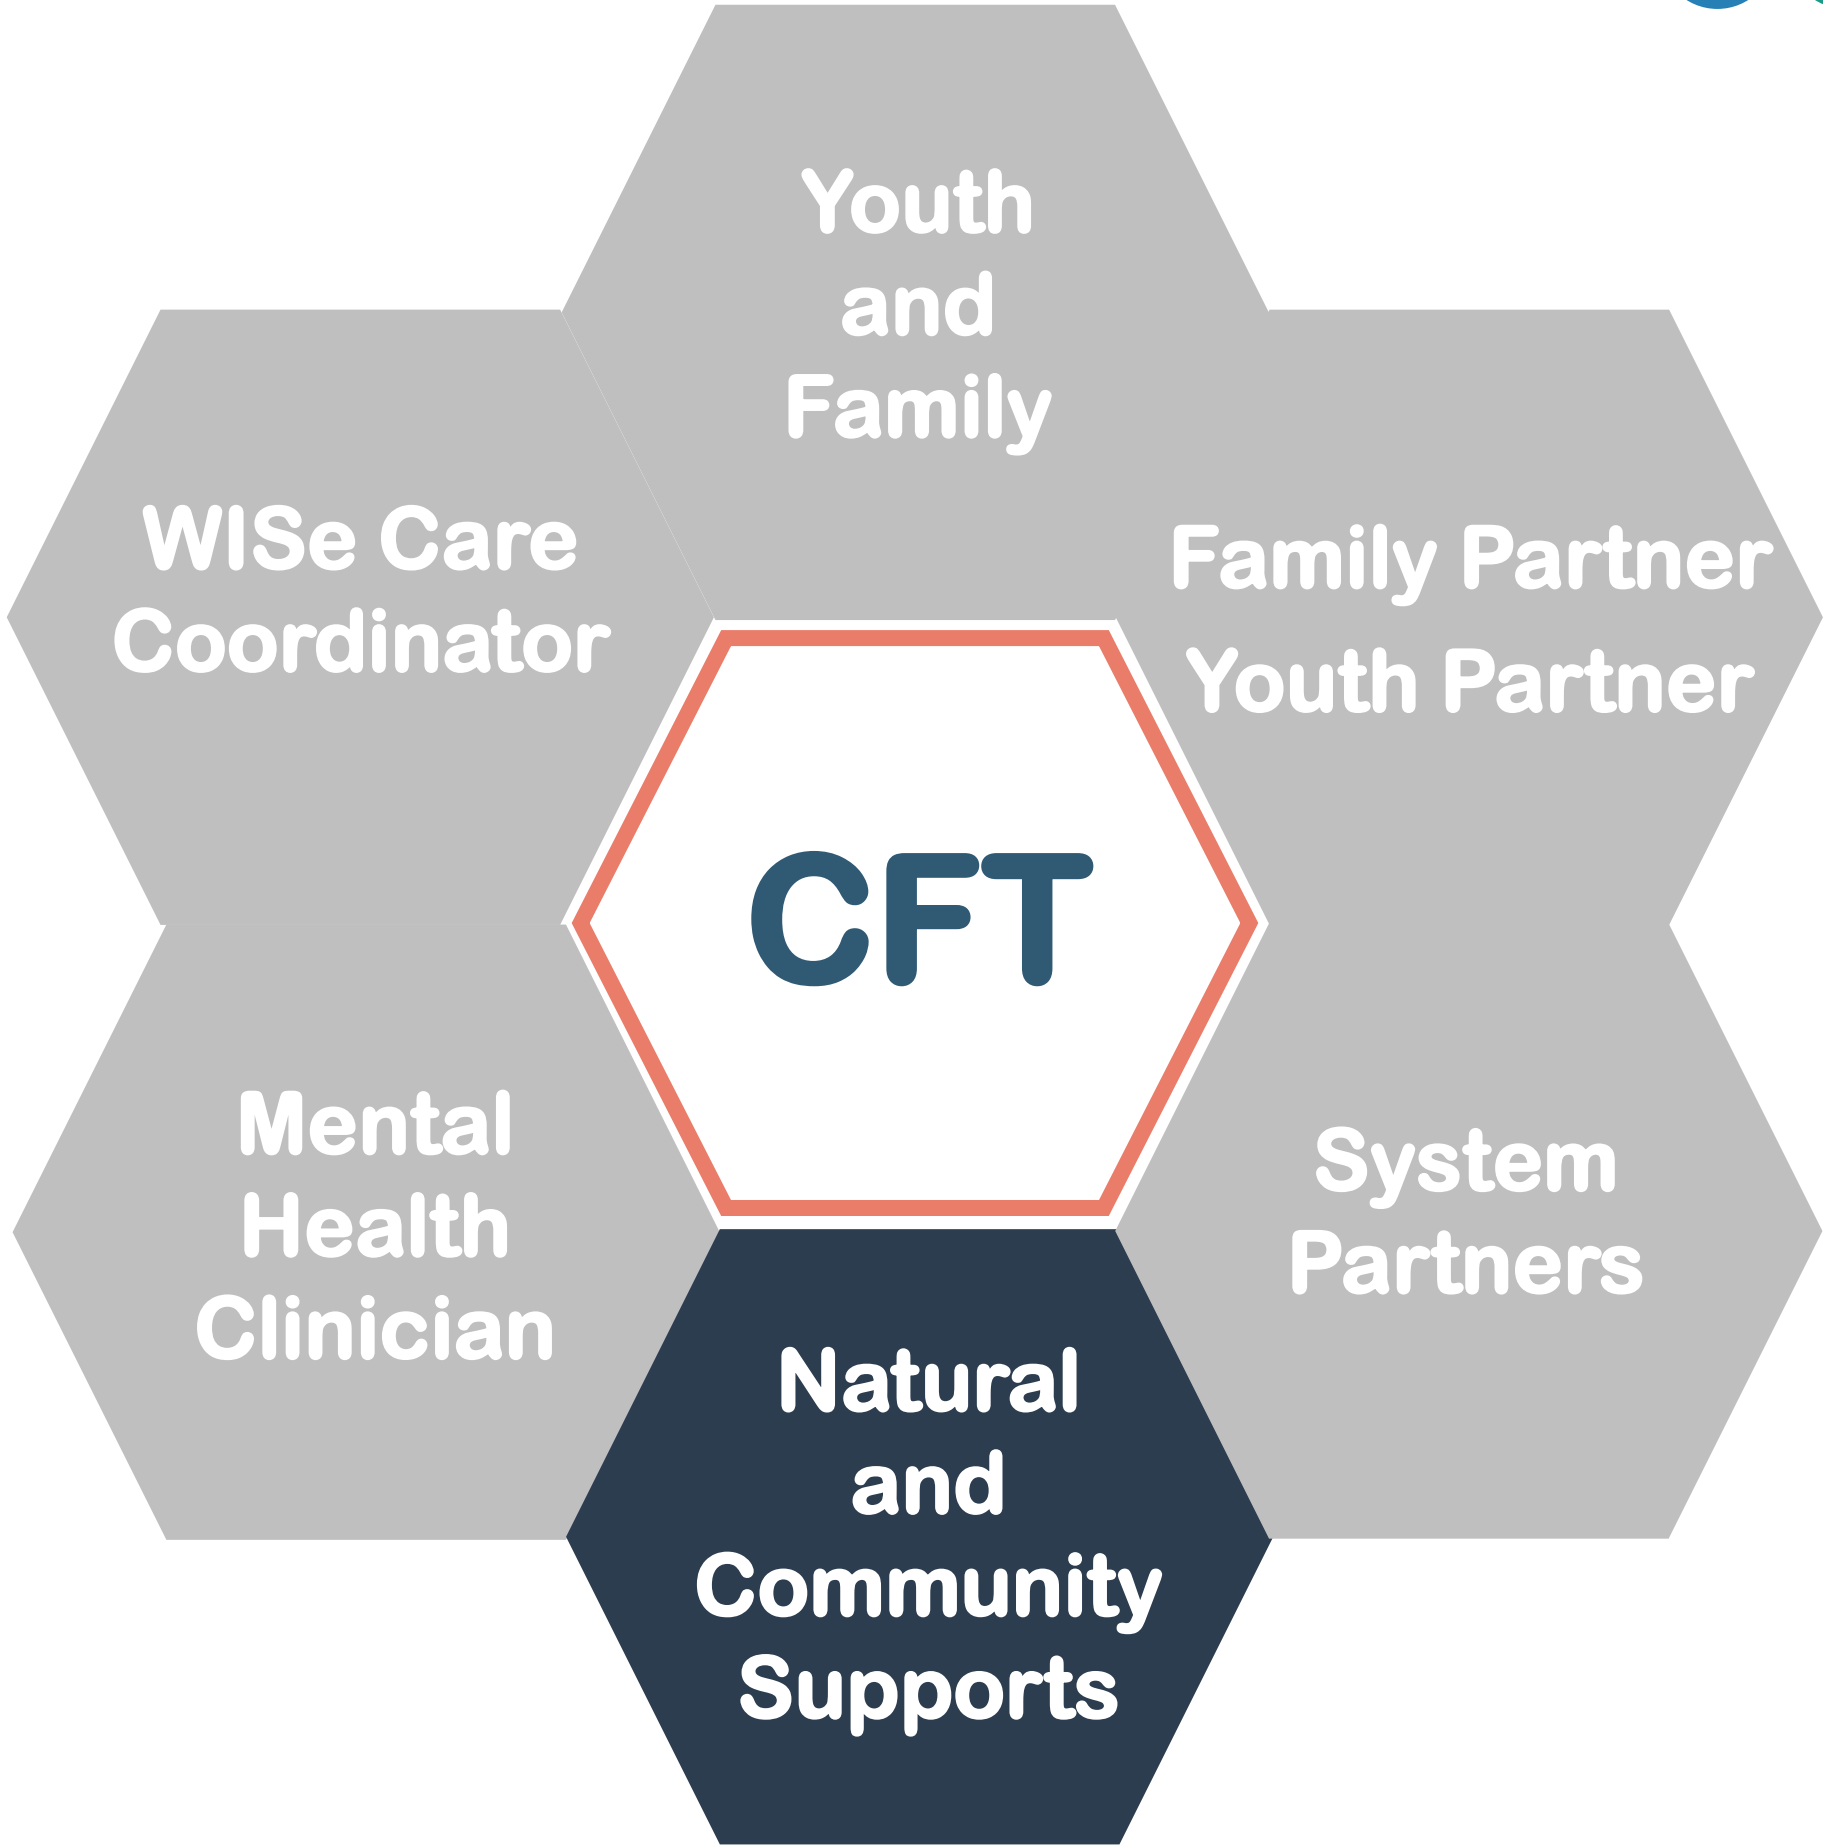 Youth
and
Family
WISe Care
Coordinator
Family Partner
Youth Partner
CFT
Mental
Health
Clinician
System
Partners
Natural
and
Community
Supports